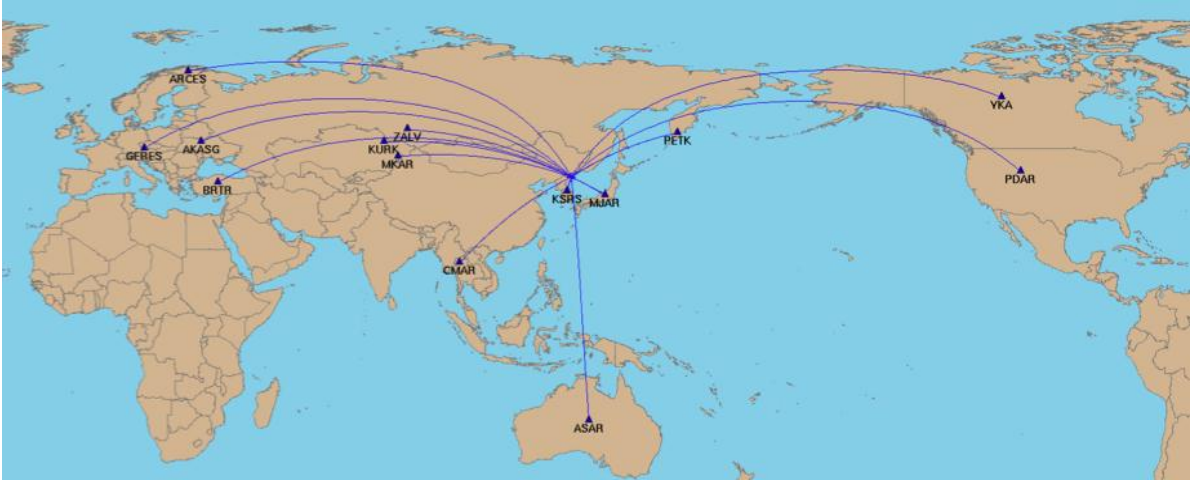 ARCES
YKA
ZALV
PETK
GERES
AKASG
KURK
MKAR
PDAR
BRTR
KSRS
MJAR
CMAR
ASAR